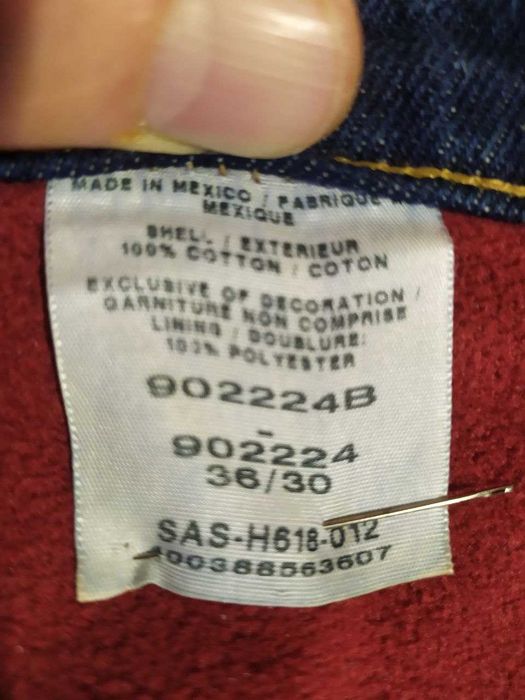 MADE IN MEXICO / FABRIQUE
MEXIQUE
SHELL / EXTERIEUR
100% COTTON / COTON
EXCLUSIVE OF DECORATION /
GARNITURE NON COMPRISE
LINING / DOUBLURE:
100% POLYESTER
902224B
-
902224
36/30
SAS-H618-012
400388563607